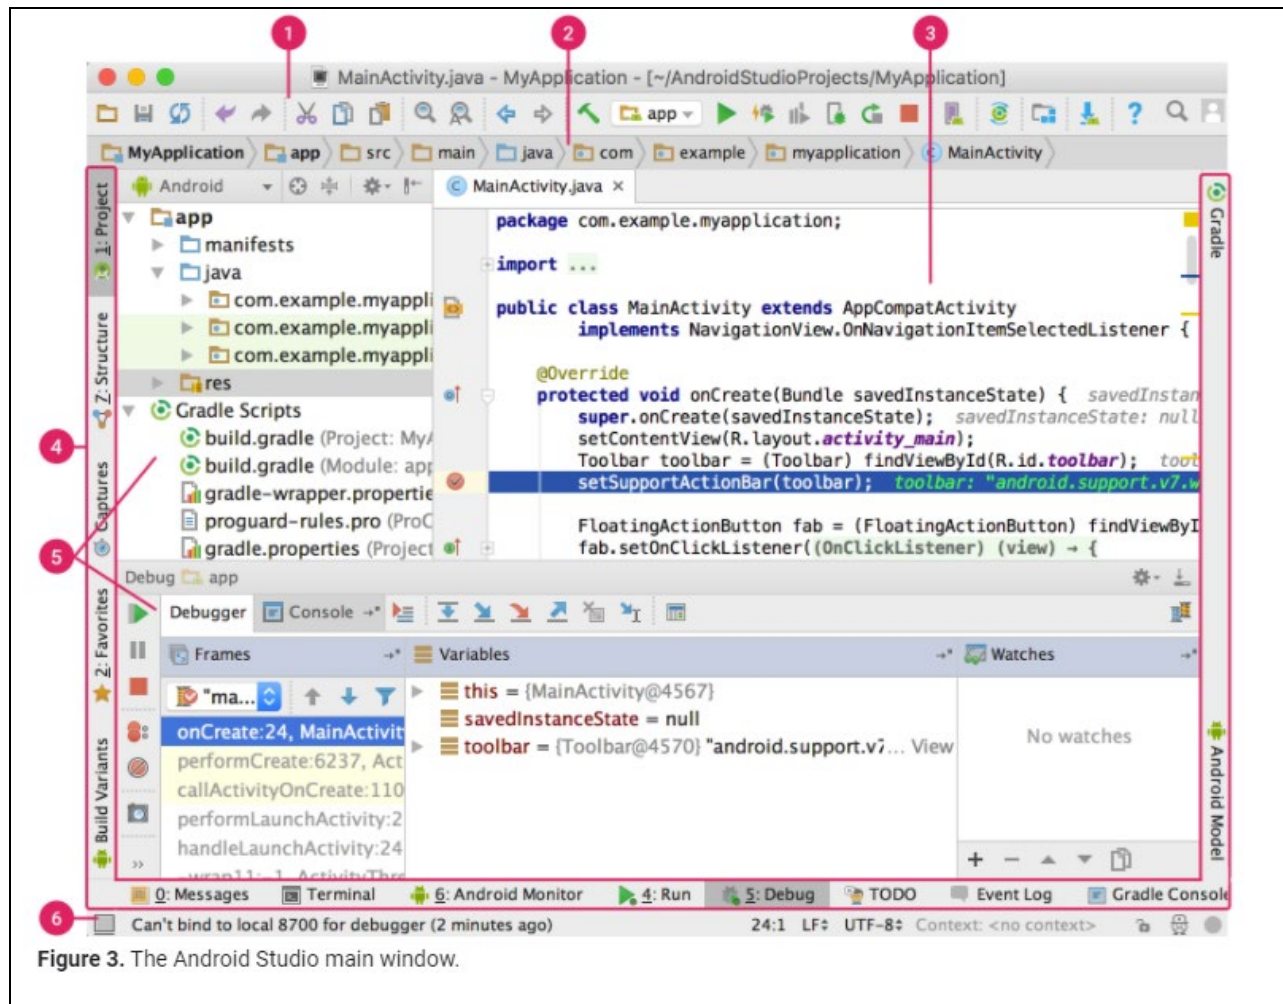 1
2
3
MainActivity.java - MyApplication - [~/AndroidStudioProjects/MyApplication]
app
?
MyApplication app src main java com example myapplication MainActivity
Android
MainActivity.java ×
1: Project
Z: Structure
Captures
2: Favorites
Build Variants
4
5
6
app
manifests
java
com.example.myappli
com.example.myappli
com.example.myappli
res
Gradle Scripts
build.gradle (Project: MyA
build.gradle (Module: app
gradle-wrapper.propertie
proguard-rules.pro (ProC
gradle.properties (Project
package com.example.myapplication;
import ...
public class MainActivity extends AppCompatActivity
implements NavigationView.OnNavigationItemSelectedListener {
@Override
protected void onCreate(Bundle savedInstanceState) { savedInstan
super.onCreate(savedInstanceState); savedInstanceState: null
setContentView(R.layout.activity_main);
Toolbar toolbar = (Toolbar) findViewById(R.id.toolbar); tool
setSupportActionBar(toolbar); toolbar: "android.support.v7.w
FloatingActionButton fab = (FloatingActionButton) findViewByI
fab.setOnClickListener((OnClickListener) (view) → {
Gradle
Android Model
Debug app
Debugger Console
Frames Variables Watches
"ma...
onCreate:24, MainActivit
performCreate:6237, Act
callActivityOnCreate:110
performLaunchActivity:2
handleLaunchActivity:24
-wrap11:-1, ActivityThre
this = {MainActivity@4567}
savedInstanceState = null
toolbar = {Toolbar@4570} "android.support.v7... View
No watches
0: Messages Terminal 6: Android Monitor 4: Run 5: Debug TODO Event Log Gradle Console
Can't bind to local 8700 for debugger (2 minutes ago) 24:1 LF UTF-8 Context: <no context>
Figure 3. The Android Studio main window.